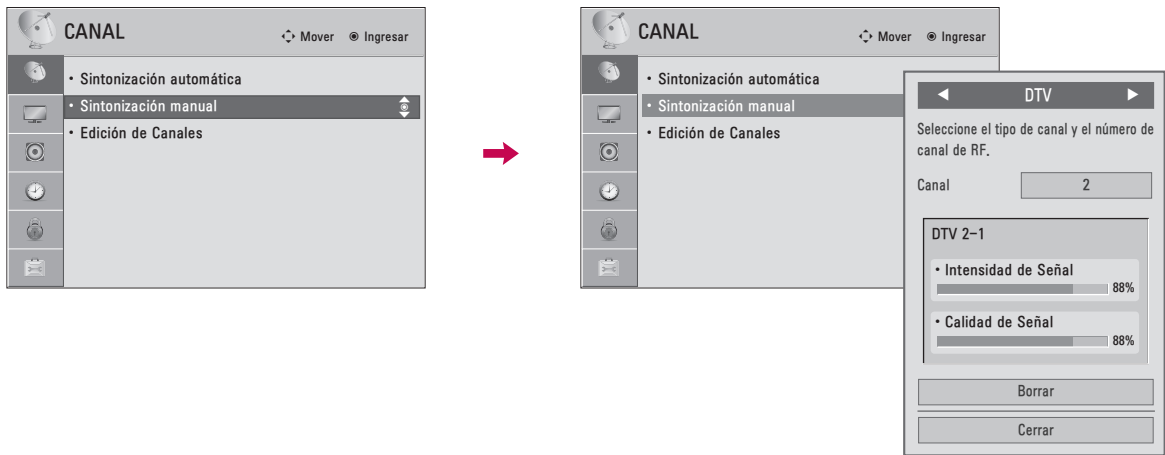 CANAL
Mover
Ingresar
• Sintonización automática
• Sintonización manual
• Edición de Canales
CANAL
Mover
Ingresar
• Sintonización automática
• Sintonización manual
• Edición de Canales
DTV
Seleccione el tipo de canal y el número de
canal de RF.
Canal
2
DTV 2-1
• Intensidad de Señal
88%
• Calidad de Señal
88%
Borrar
Cerrar